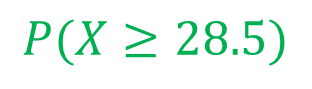 P(X ≥ 28.5)